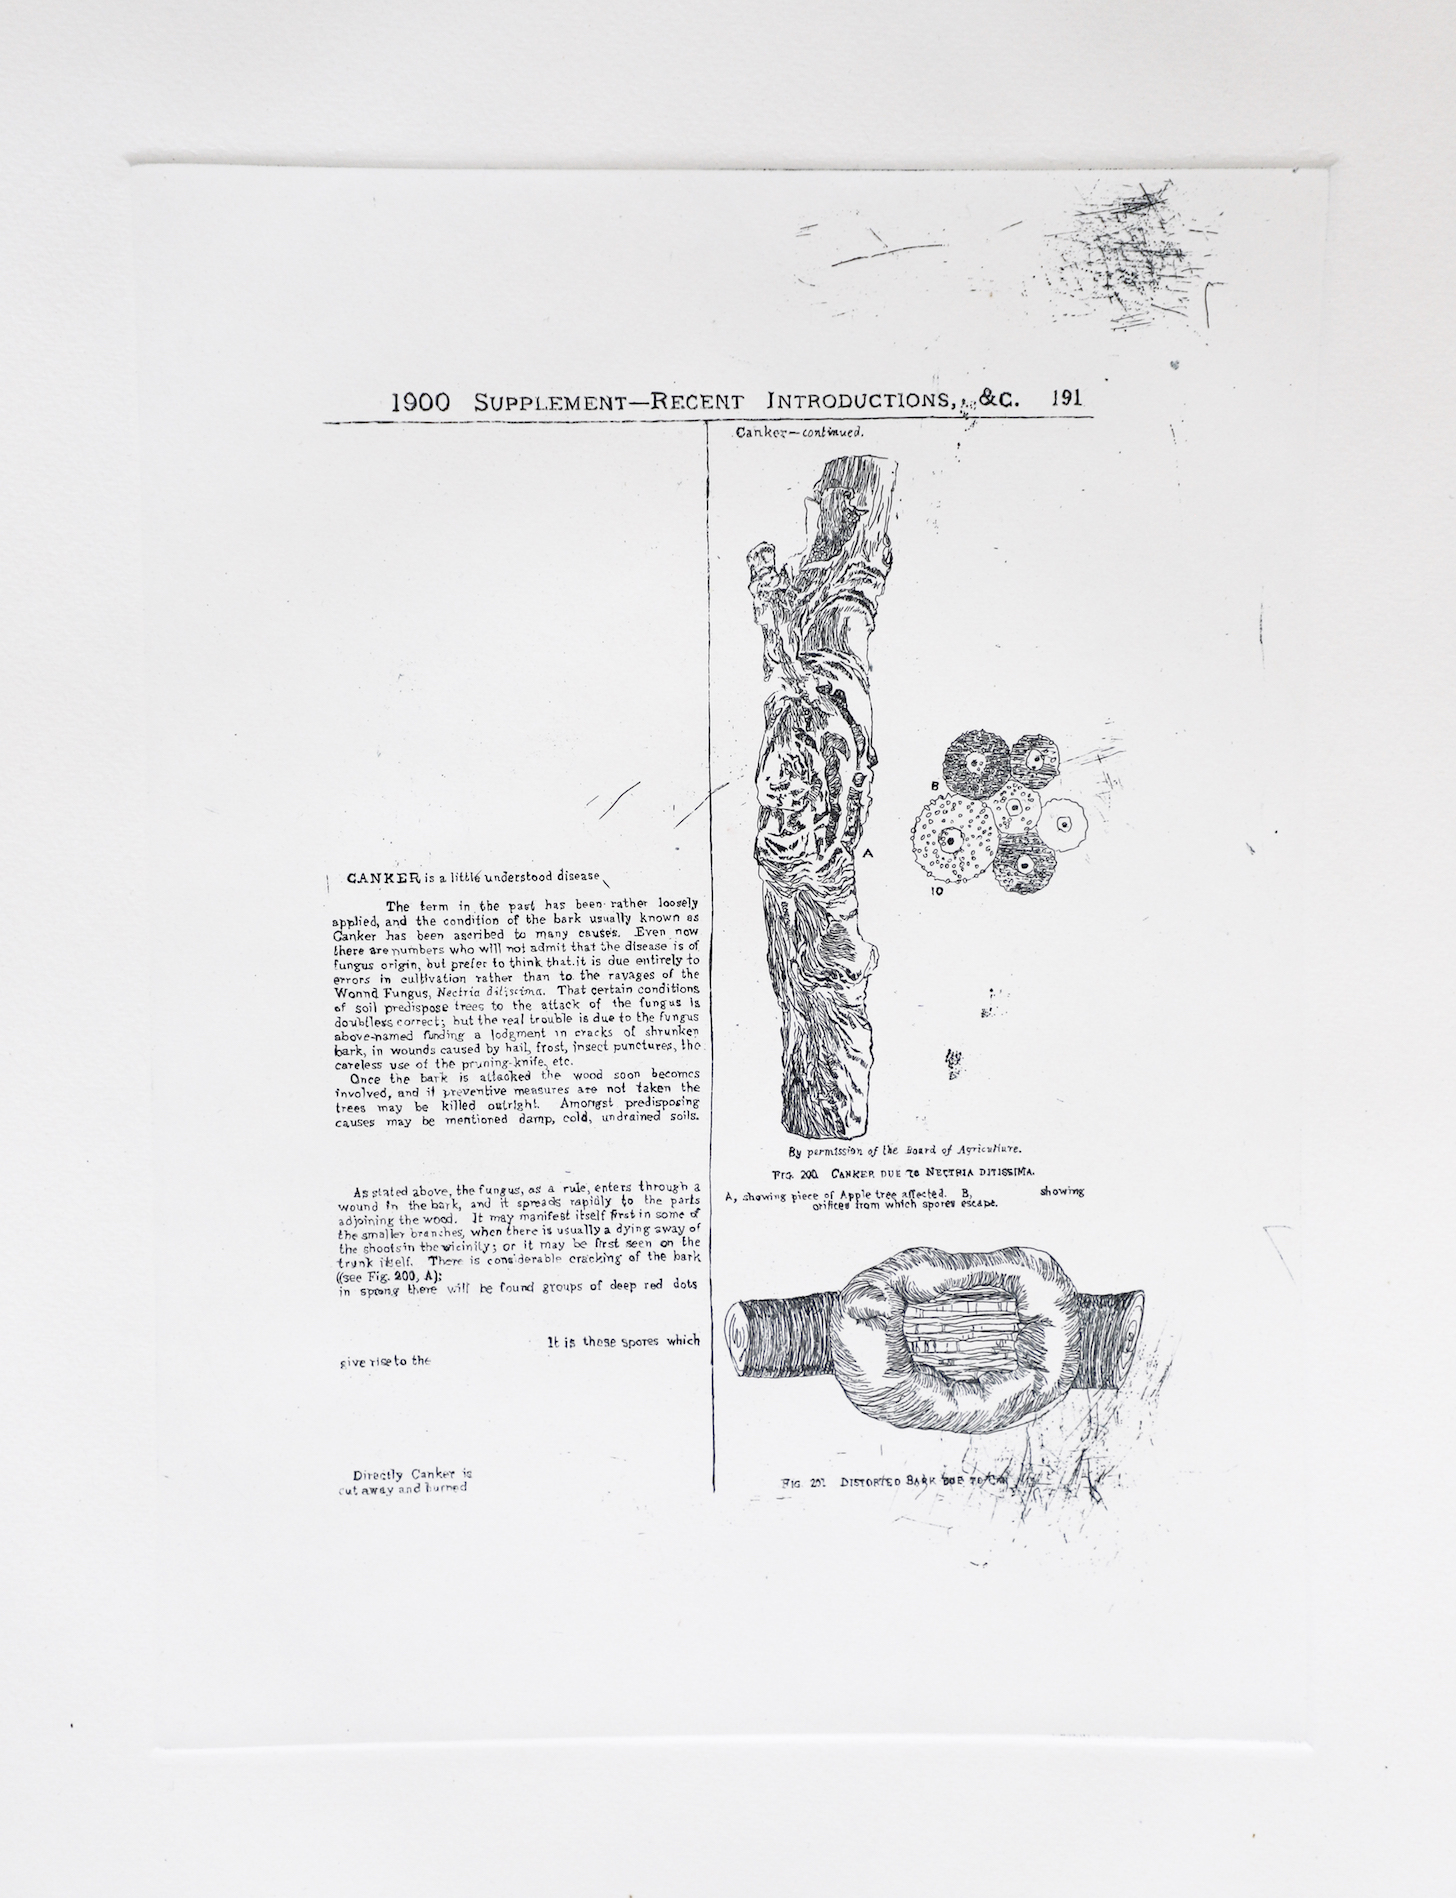 1900 SUPPLEMENT—RECENT INTRODUCTIONS, &C. 191
CANKER is a little understood disease
The term in the past has been rather loosely
applied, and the condition of the bark usually known as
Canker has been ascribed to many causes. Even now
there are numbers who will not admit that the disease is of
fungus origin, but prefer to think that it is due entirely to
errors in cultivation rather than to the ravages of the
Wonnd Fungus, Nectria ditiscima. That certain conditions
of soil predispose trees to the attack of the fungus is
doubtless correct; but the real trouble is due to the fungus
above-named funding a lodgment in cracks of shrunken
bark, in wounds caused by hail, frost, insect punctures, the
careless use of the pruning-knife, etc.
Once the bark is attacked the wood soon becomes
involved, and if preventive measures are not taken the
trees may be killed outright. Amongst predisposing
causes may be mentioned damp, cold, undrained soils.
As stated above, the fungus, as a rule, enters through a
wound in the bark, and it spreads rapidly to the parts
adjoining the wood. It may manifest itself first in some of
the smaller branches, when there is usually a dying away of
the shoots in the vicinity; or it may be first seen on the
trunk itself. There is considerable cracking of the bark
((see Fig. 200, A);
in sprong there will be found groups of deep red dots
It is these spores which
give rise to the
Directly Canker is
cut away and burned
Canker—continued.
B
A
10
By permission of the Board of Agriculture.
FIG. 200. CANKER DUE TO NECTRIA DITISSIMA.
A, showing piece of Apple tree affected. B, showing
orifices from which spores escape.
FIG. 201. DISTORTED BARK DUE TO